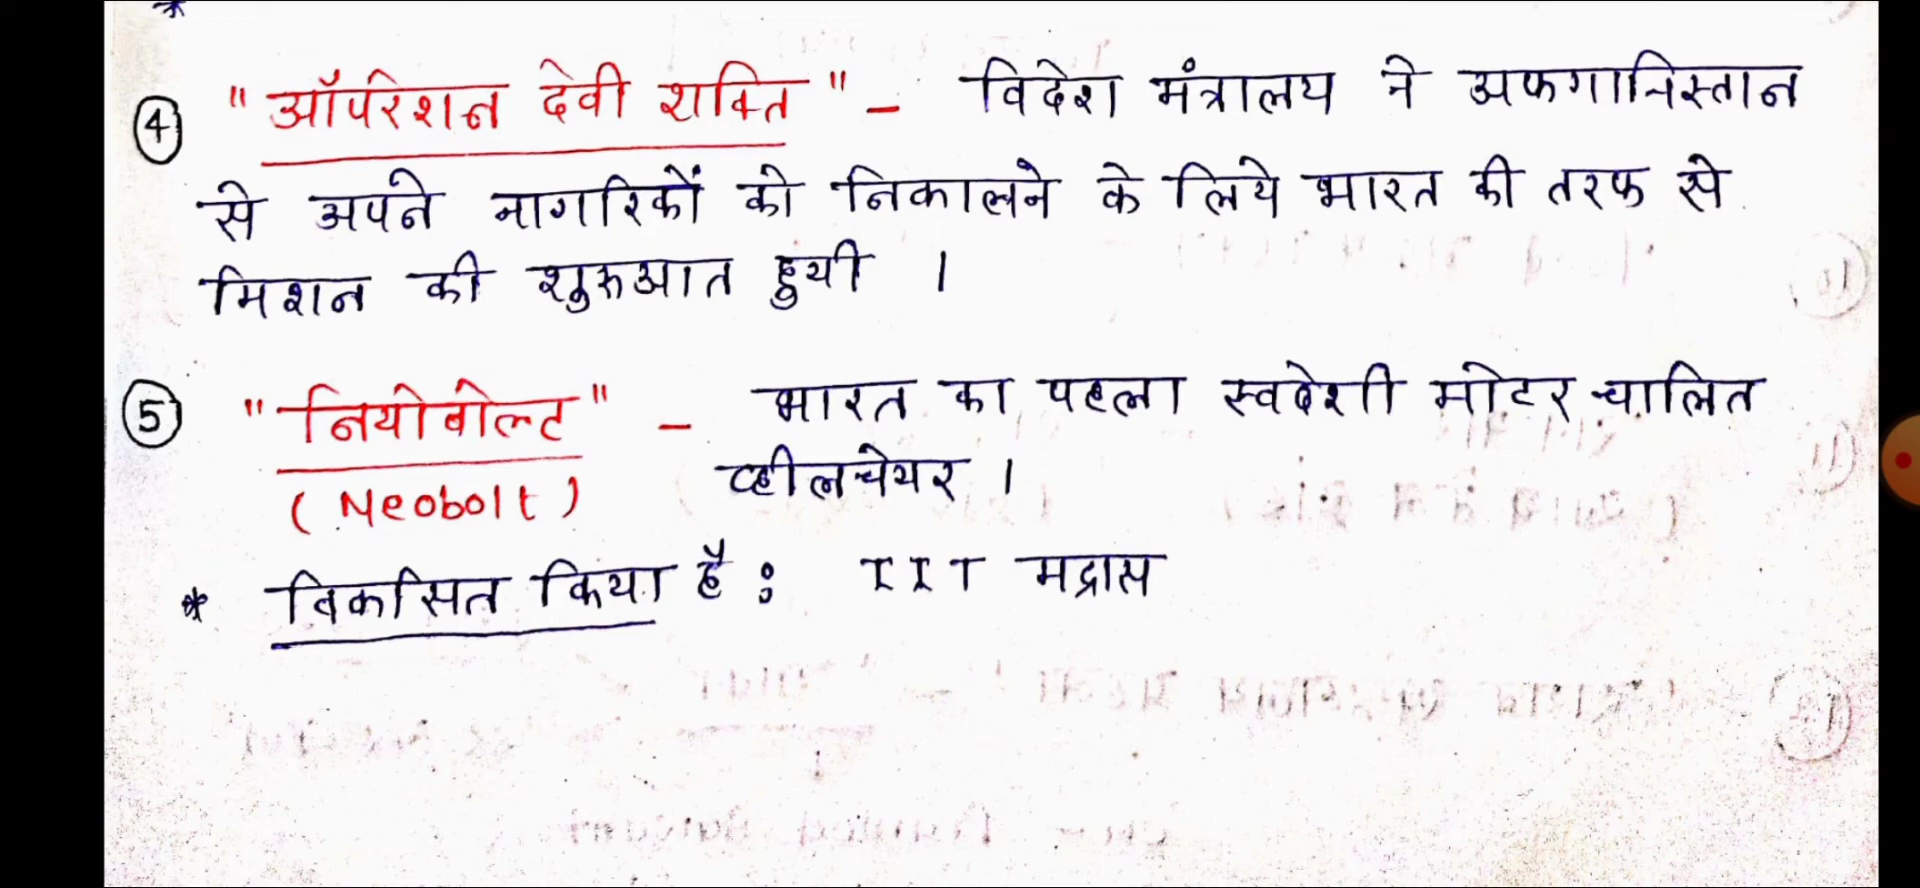 ④ "ऑपरेशन देवी शक्ति" - विदेश मंत्रालय ने अफगानिस्तान
से अपने नागरिकों को निकालने के लिये भारत की तरफ से
मिशन की शुरुआत हुयी ।
⑤ "नियोबोल्ट" - भारत का पहला स्वदेशी मोटर चालित
(Neobolt) व्हीलचेयर ।
* विकसित किया है : IIT मद्रास